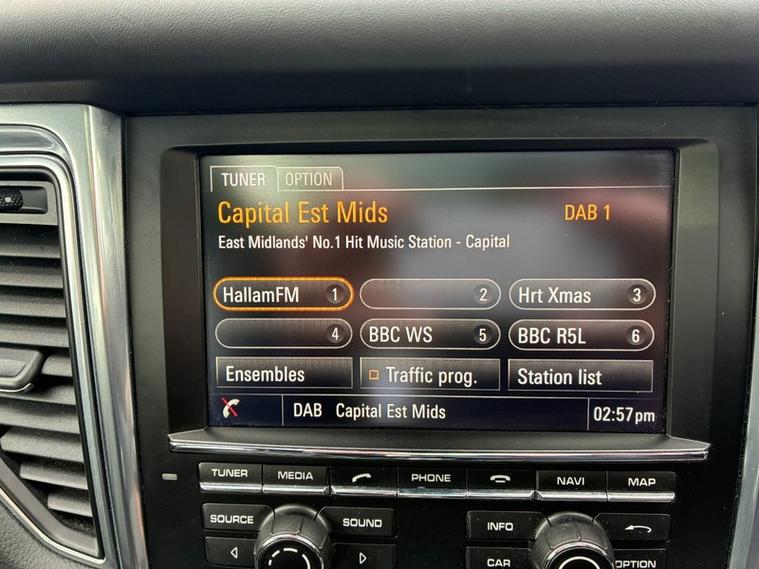 TUNER OPTION
Capital Est Mids DAB 1
East Midlands' No.1 Hit Music Station - Capital
HallamFM 1 2 Hrt Xmas 3
4 BBC WS 5 BBC R5L 6
Ensembles Traffic prog. Station list
DAB Capital Est Mids 02:57pm
TUNER MEDIA PHONE NAVI MAP
SOURCE SOUND INFO
CAR OPTION